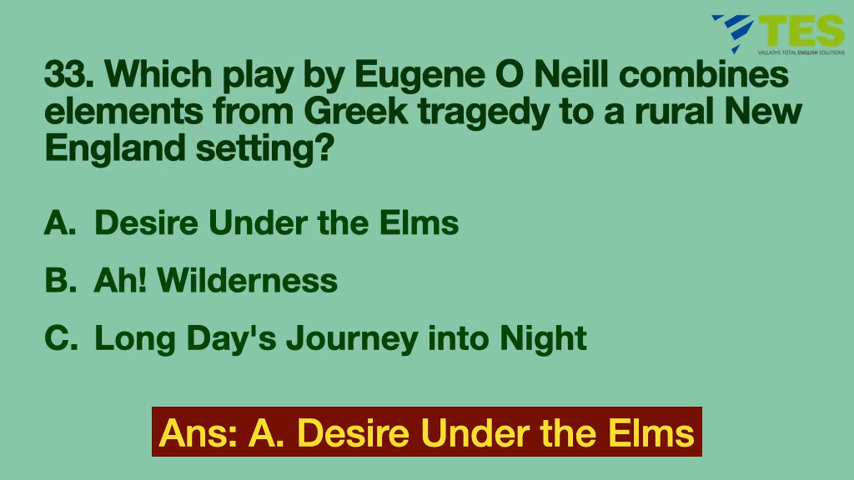 TES
VALLATHS TOTAL ENGLISH SOLUTIONS
33. Which play by Eugene O Neill combines
elements from Greek tragedy to a rural New
England setting?
A. Desire Under the Elms
B. Ah! Wilderness
C. Long Day's Journey into Night
Ans: A. Desire Under the Elms